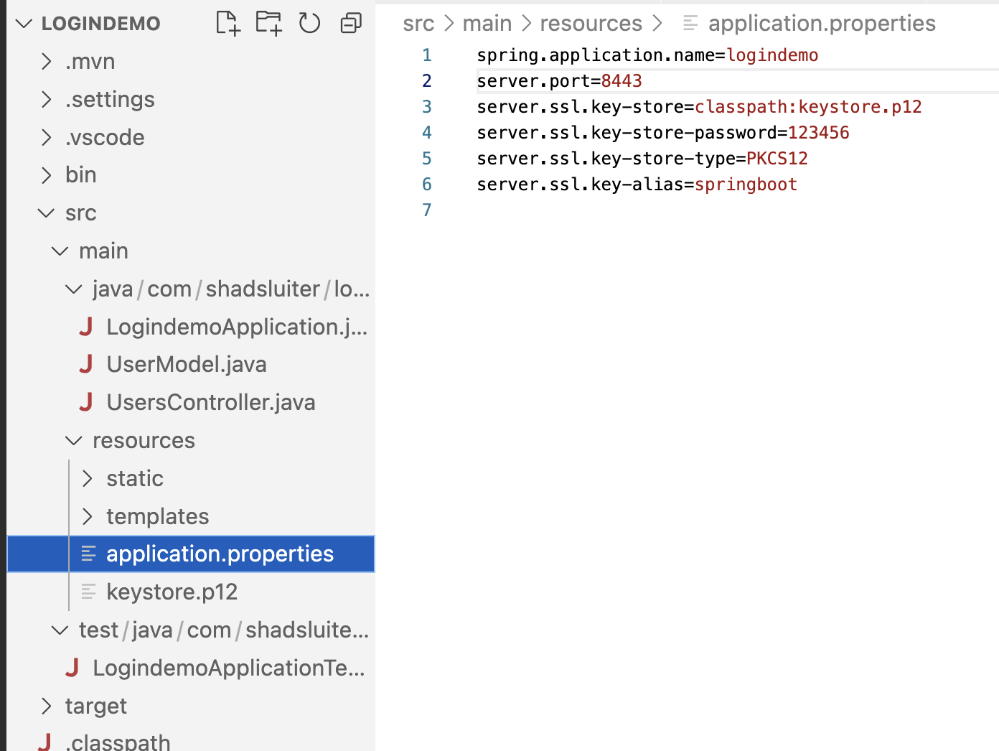 LOGINDEMO
.mvn
.settings
.vscode
bin
src
main
java/com/shadsluiter/lo...
LogindemoApplication.j...
UserModel.java
UsersController.java
resources
static
templates
application.properties
keystore.p12
test/java/com/shadsluite...
LogindemoApplicationTe...
target
.classpath
src > main > resources > application.properties
1 spring.application.name=logindemo
2 server.port=8443
3 server.ssl.key-store=classpath:keystore.p12
4 server.ssl.key-store-password=123456
5 server.ssl.key-store-type=PKCS12
6 server.ssl.key-alias=springboot
7